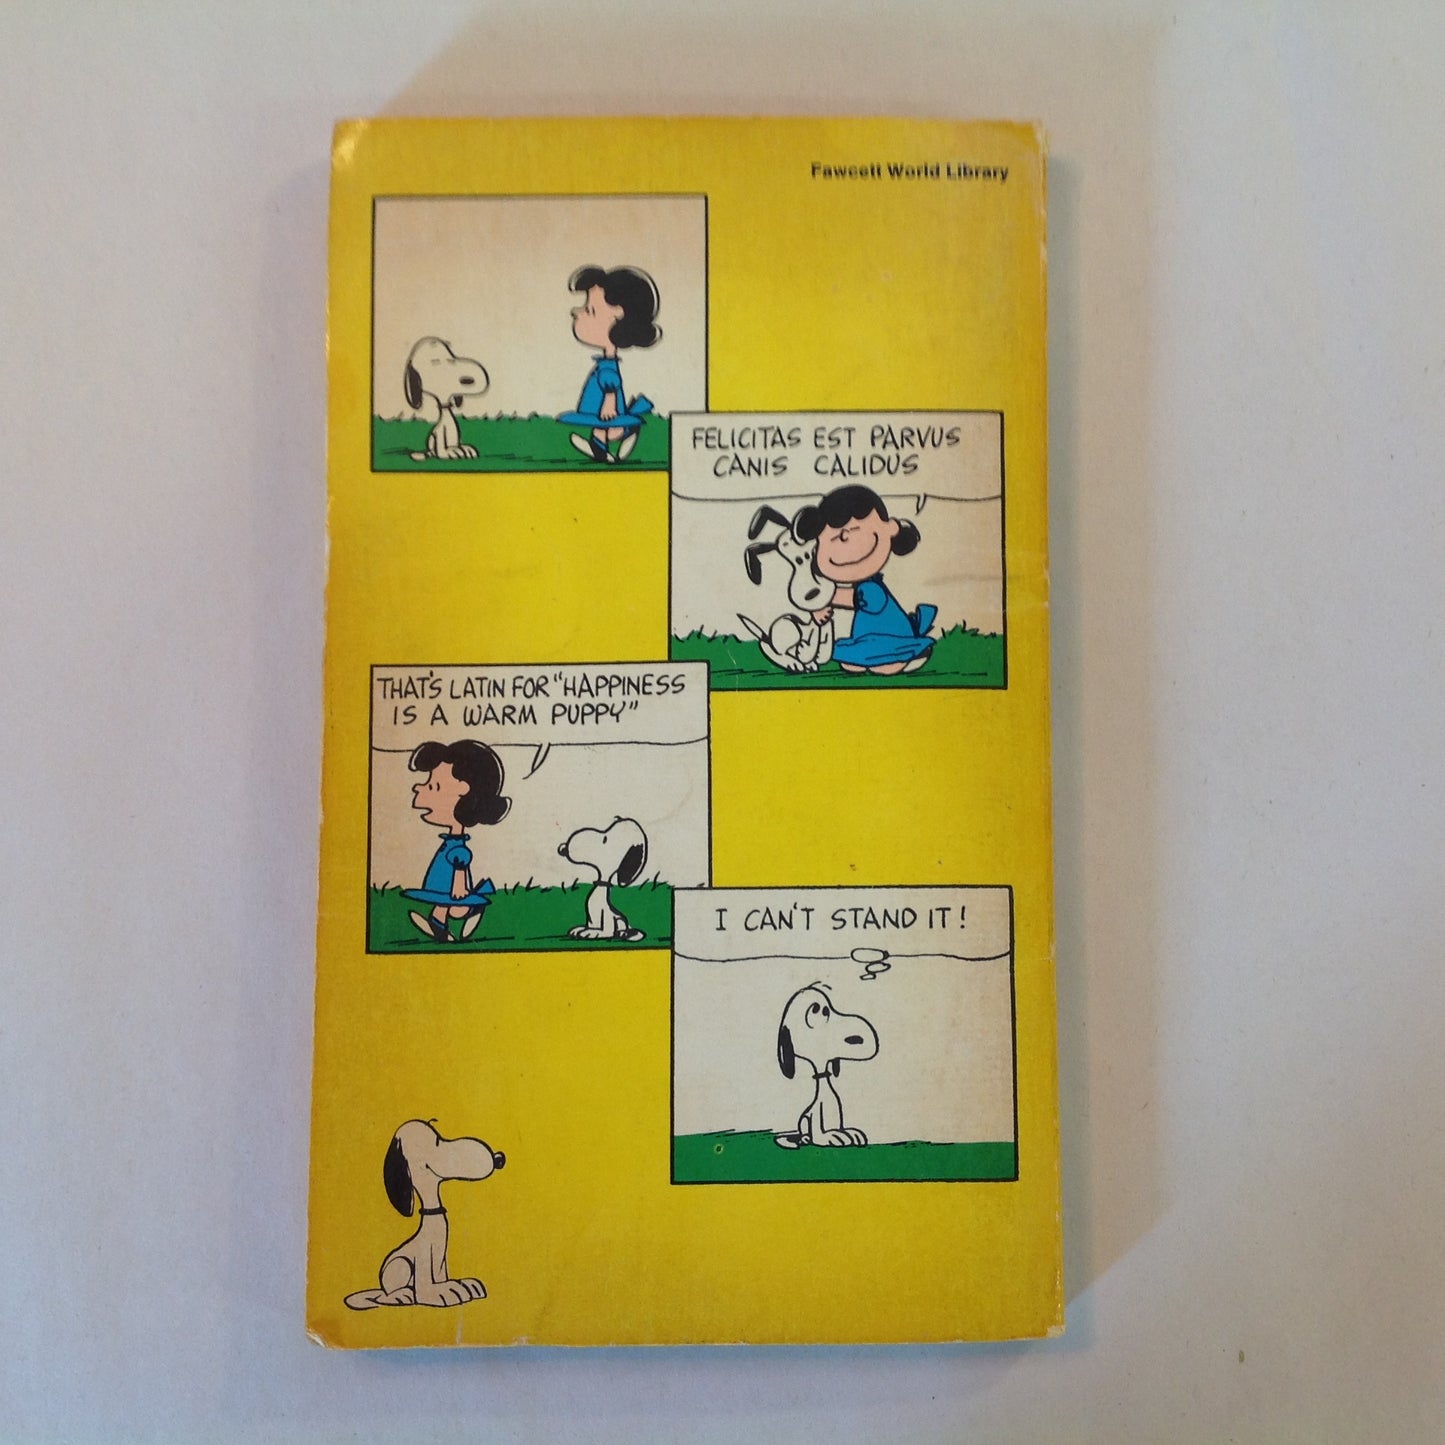 Fawcett World Library
FELICITAS EST PARVUS
CANIS CALIDUS
THAT'S LATIN FOR "HAPPINESS
IS A WARM PUPPY"
I CAN'T STAND IT!